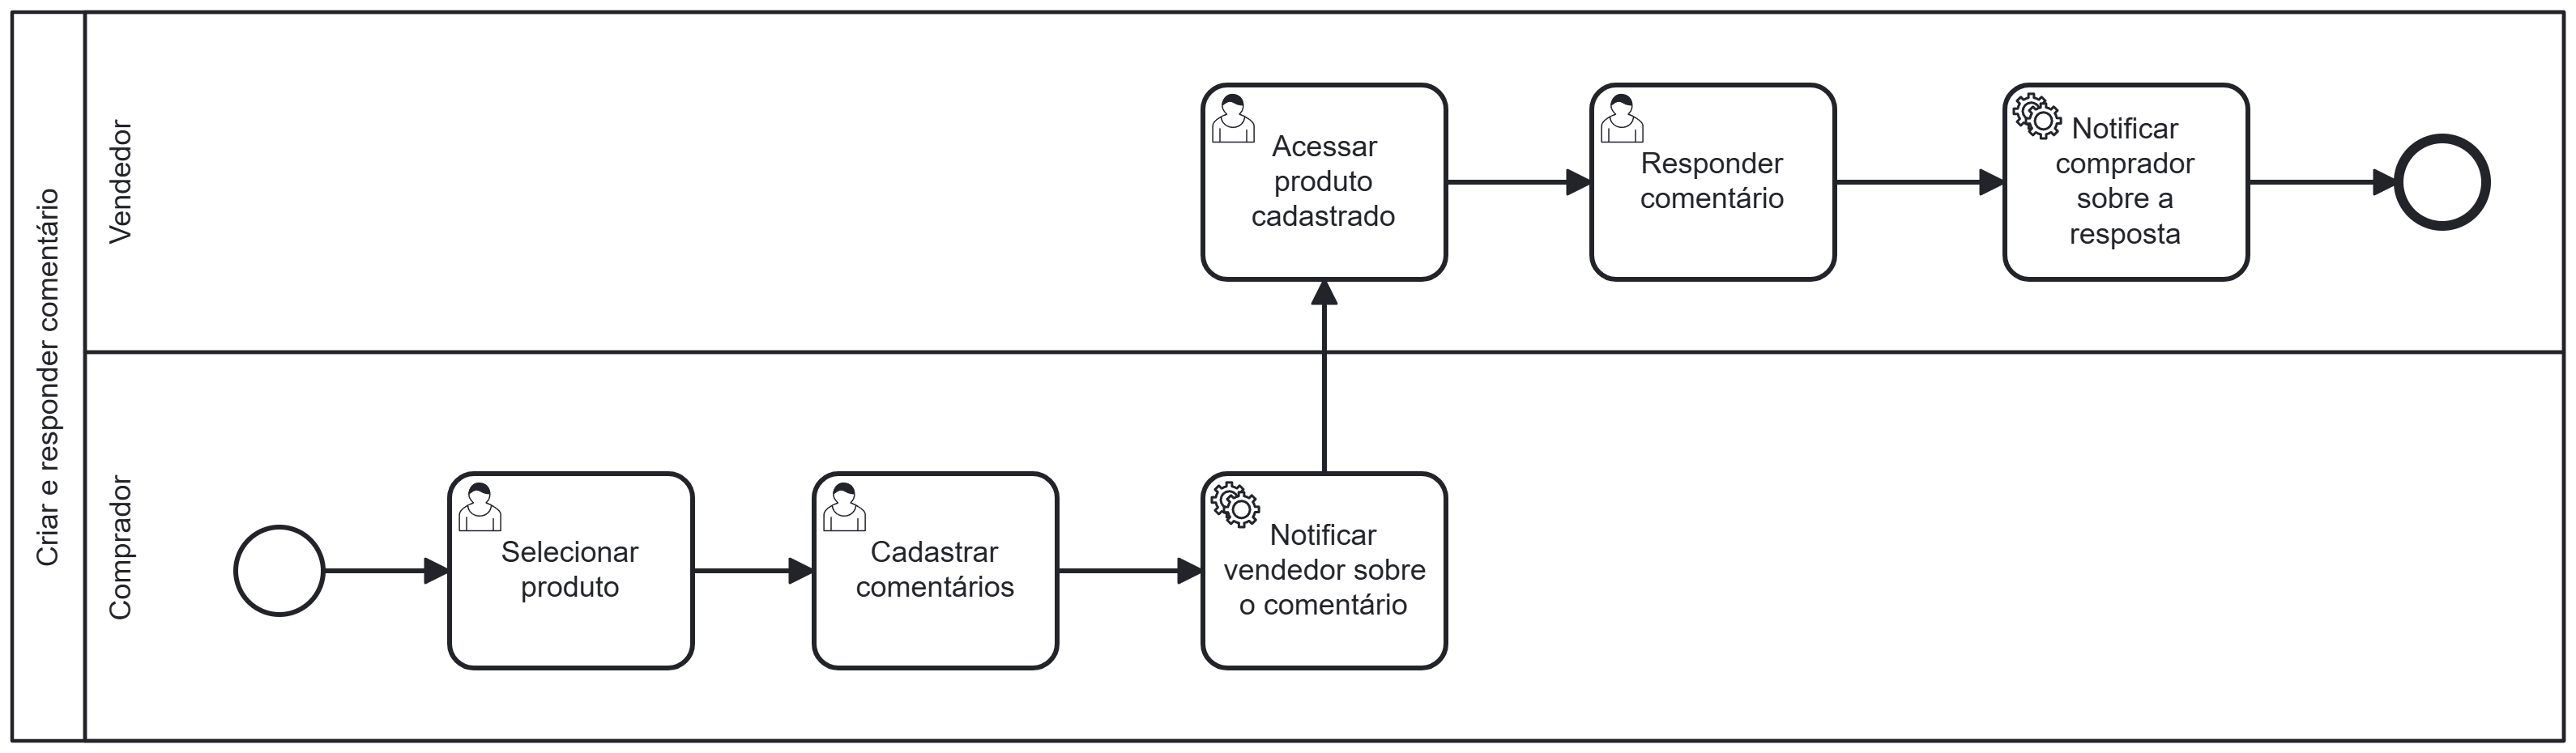 Criar e responder comentário
Vendedor
Acessar
produto
cadastrado
Responder
comentário
Notificar
comprador
sobre a
resposta
Comprador
Selecionar
produto
Cadastrar
comentários
Notificar
vendedor sobre
o comentário